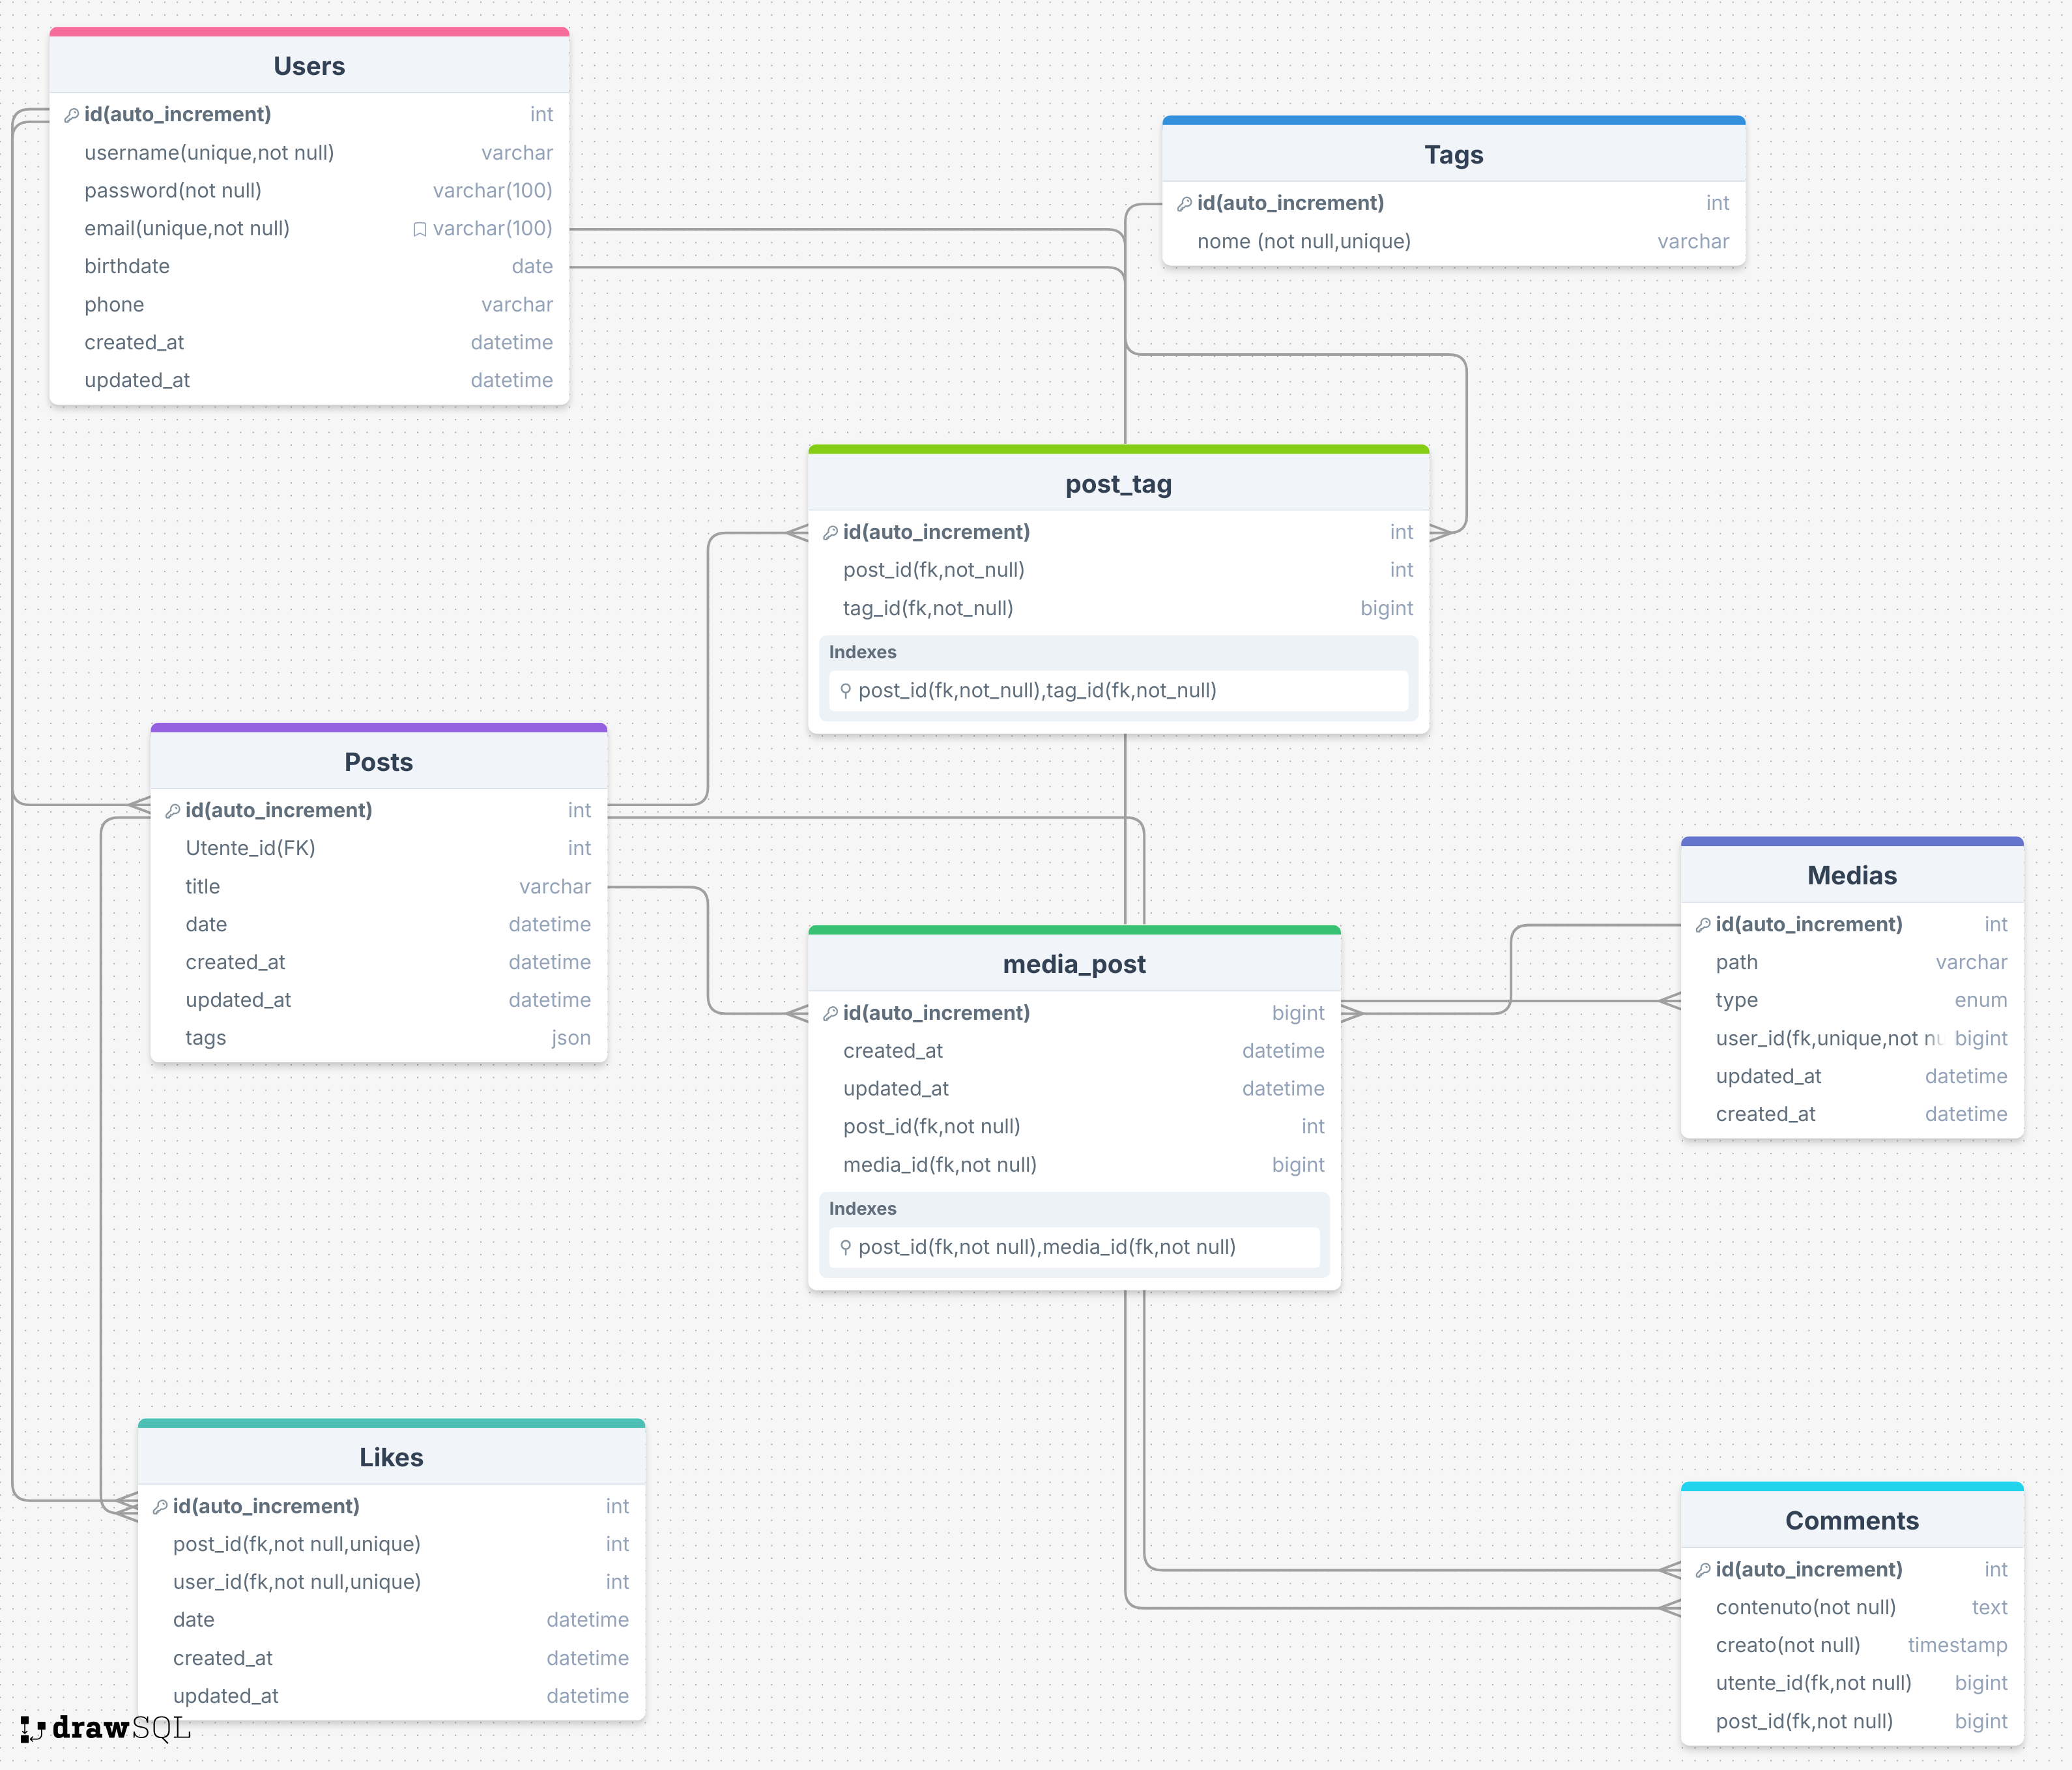 Users
id(auto_increment) int
username(unique,not null) varchar
password(not null) varchar(100)
email(unique,not null) varchar(100)
birthdate date
phone varchar
created_at datetime
updated_at datetime
Tags
id(auto_increment) int
nome (not null,unique) varchar
post_tag
id(auto_increment) int
post_id(fk,not_null) int
tag_id(fk,not_null) bigint
Indexes
post_id(fk,not_null),tag_id(fk,not_null)
Posts
id(auto_increment) int
Utente_id(FK) int
title varchar
date datetime
created_at datetime
updated_at datetime
tags json
media_post
id(auto_increment) bigint
created_at datetime
updated_at datetime
post_id(fk,not null) int
media_id(fk,not null) bigint
Indexes
post_id(fk,not null),media_id(fk,not null)
Medias
id(auto_increment) int
path varchar
type enum
user_id(fk,unique,not nu bigint
updated_at datetime
created_at datetime
Likes
id(auto_increment) int
post_id(fk,not null,unique) int
user_id(fk,not null,unique) int
date datetime
created_at datetime
updated_at datetime
Comments
id(auto_increment) int
contenuto(not null) text
creato(not null) timestamp
utente_id(fk,not null) bigint
post_id(fk,not null) bigint
drawSQL